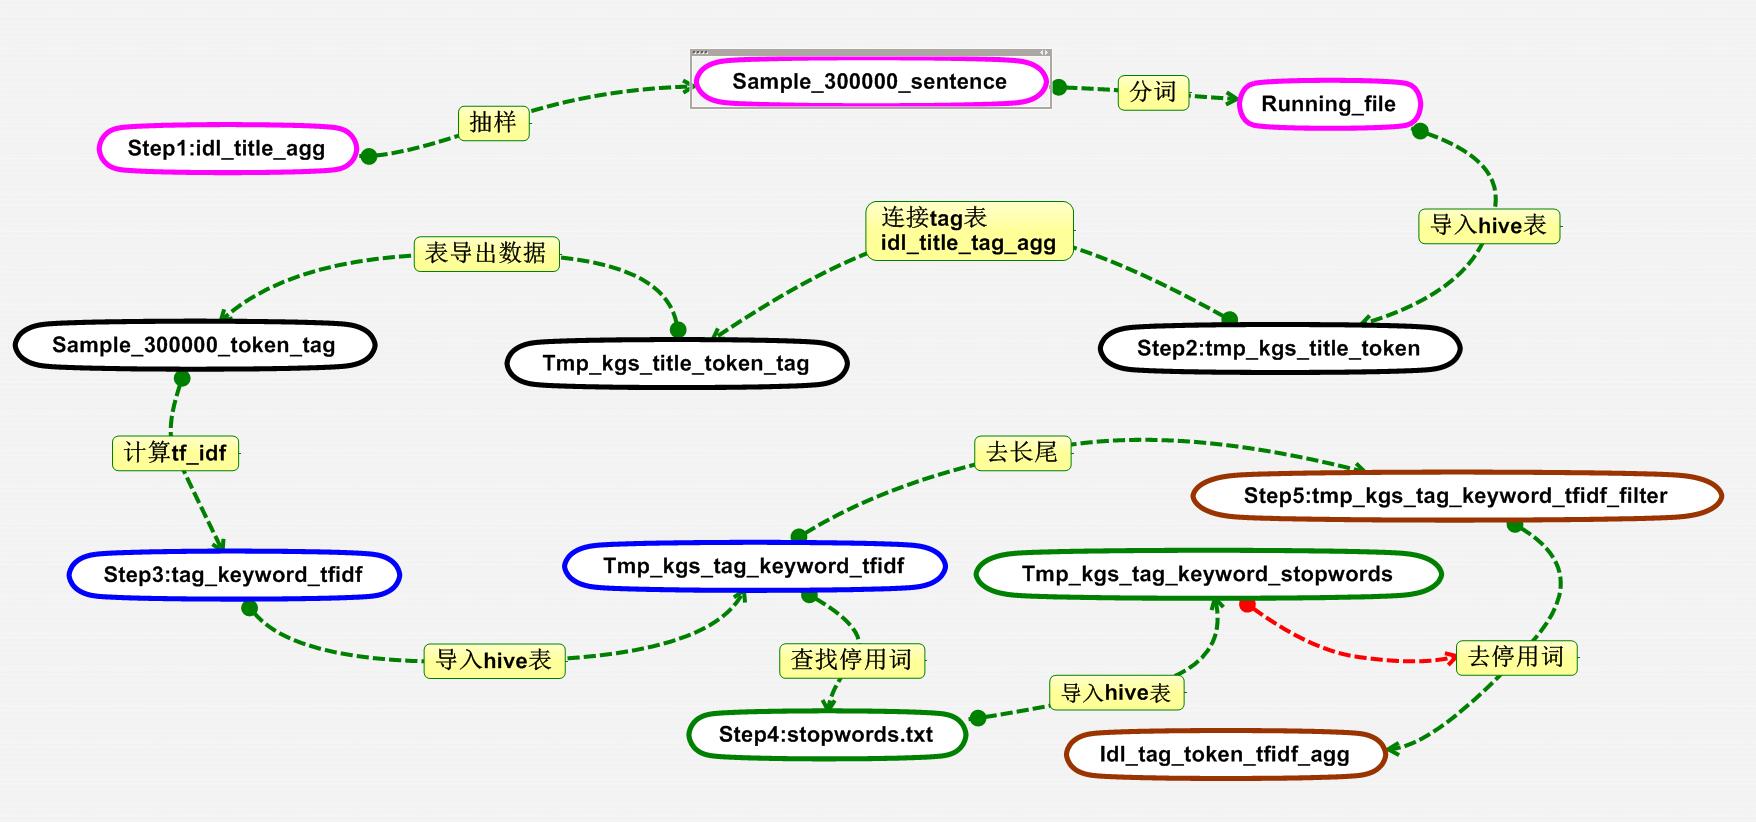 Sample_300000_sentence
分词
Running_file
抽样
Step1:idl_title_agg
连接tag表
idl_title_tag_agg
导入hive表
表导出数据
Sample_300000_token_tag
Tmp_kgs_title_token_tag
Step2:tmp_kgs_title_token
计算tf_idf
去长尾
Step5:tmp_kgs_tag_keyword_tfidf_filter
Step3:tag_keyword_tfidf
Tmp_kgs_tag_keyword_tfidf
Tmp_kgs_tag_keyword_stopwords
导入hive表
查找停用词
去停用词
导入hive表
Step4:stopwords.txt
Idl_tag_token_tfidf_agg